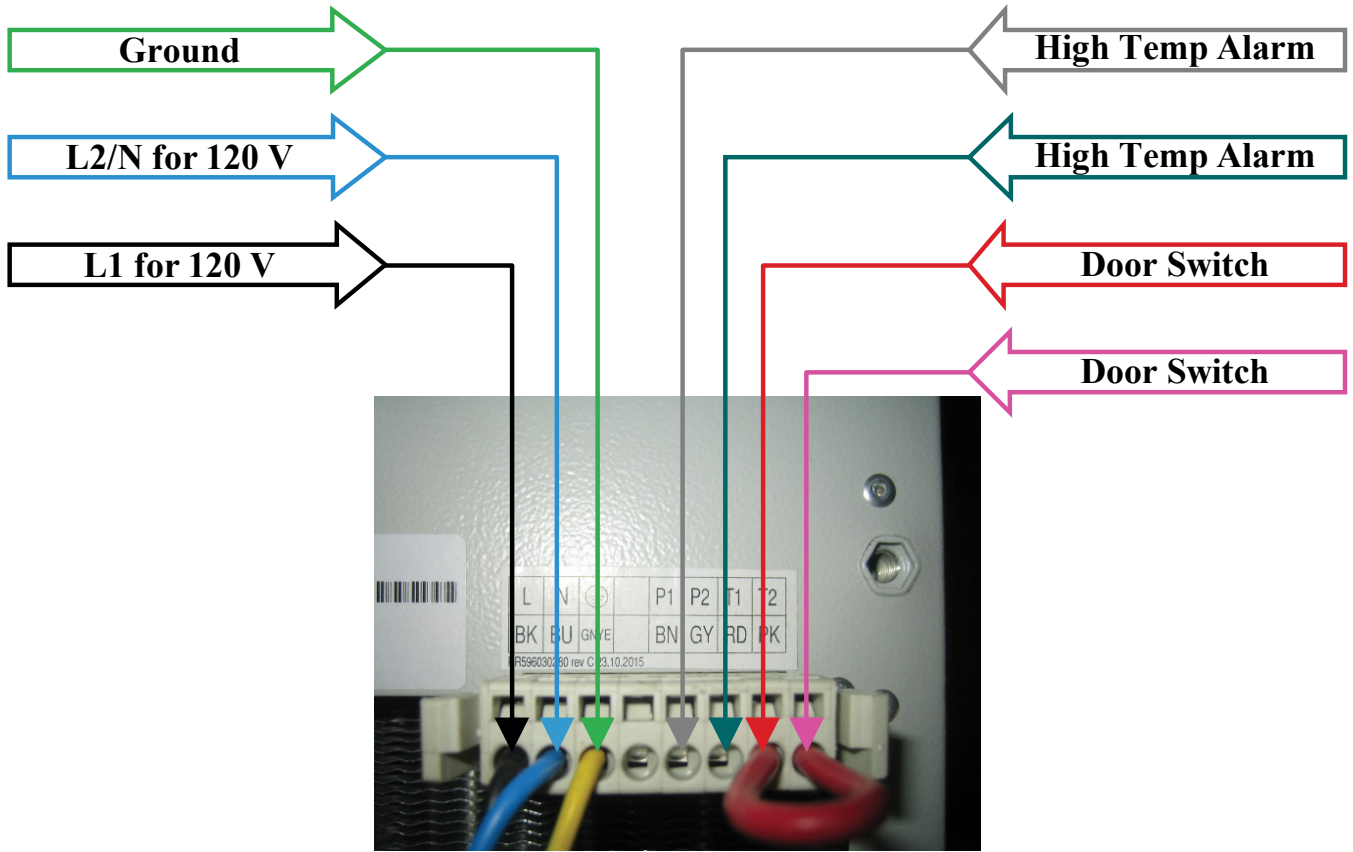 Ground
High Temp Alarm
L2/N for 120 V
High Temp Alarm
L1 for 120 V
Door Switch
Door Switch
L N P1 P2 T1 T2
BK BU GNYE BN GY RD PK
rev C 23.10.2015